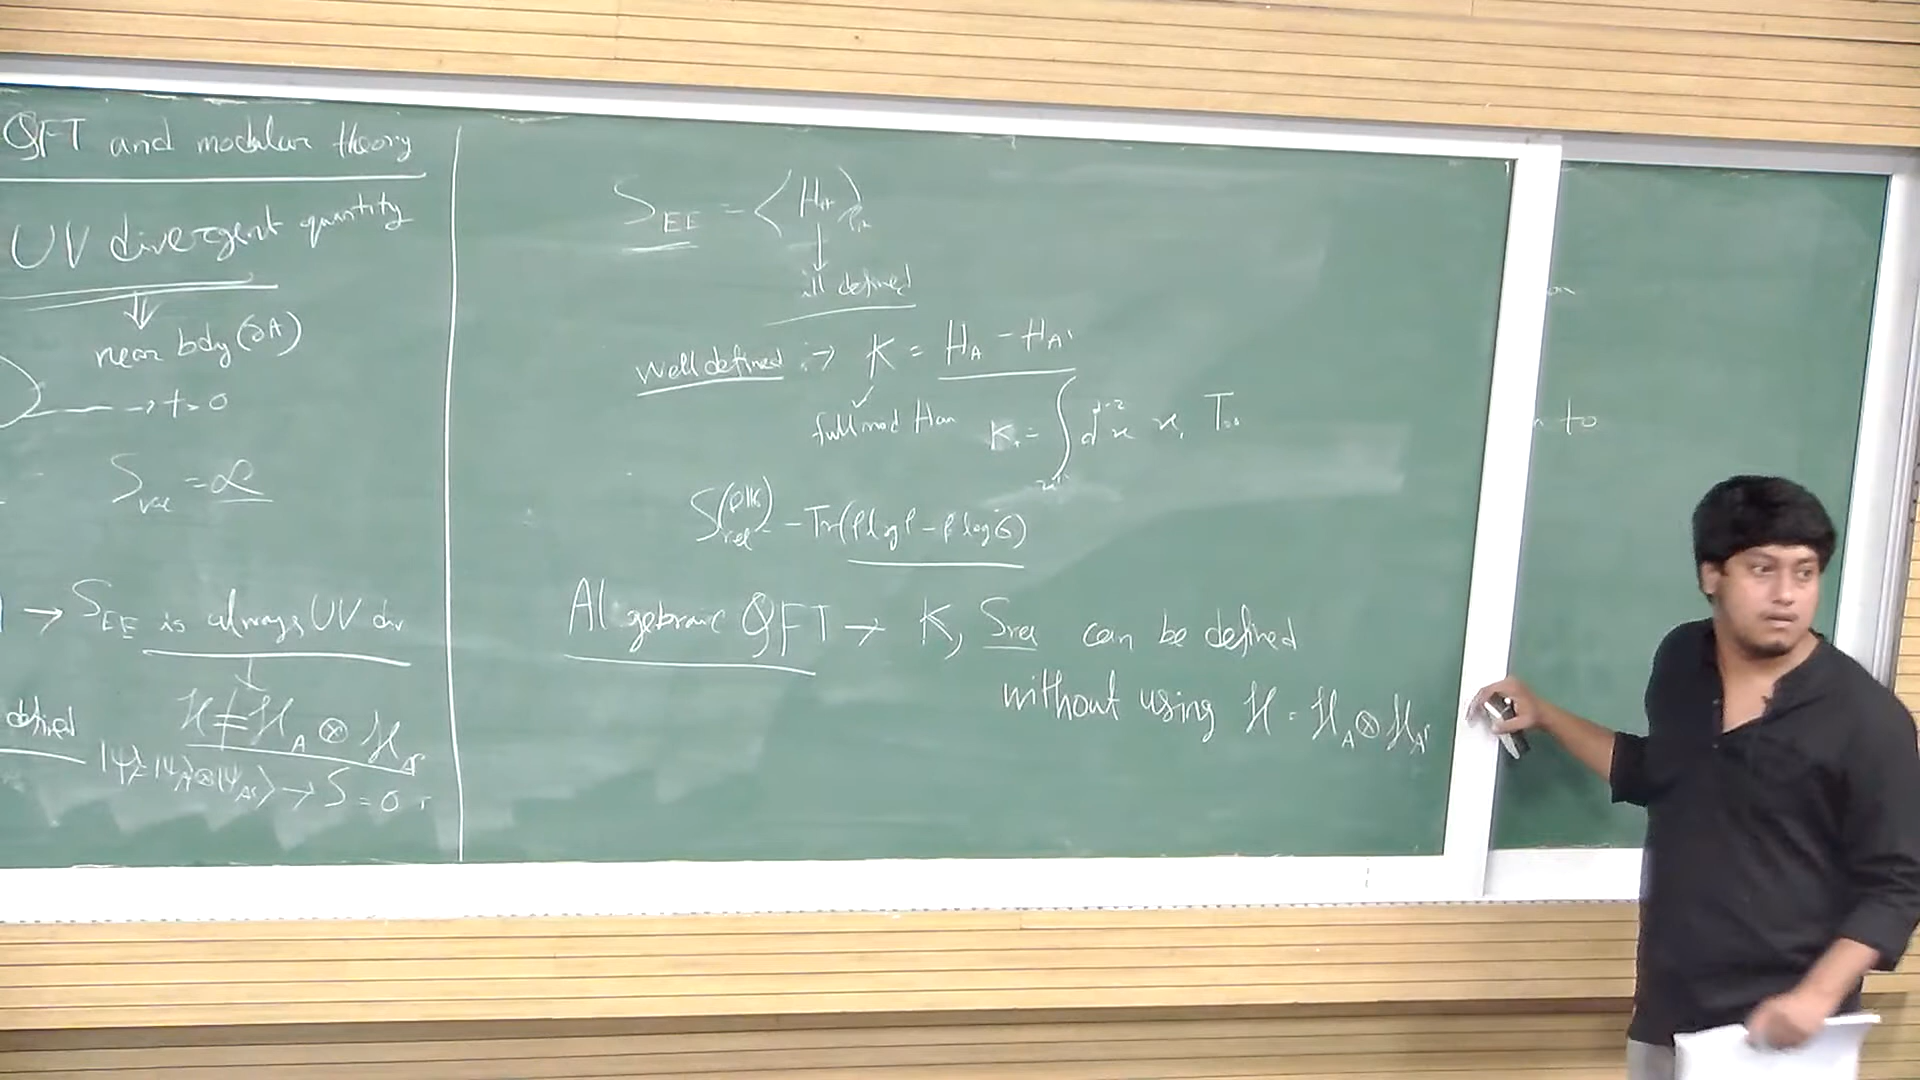 QFT and modular theory
UV divergent quantity
⇓
near bdy (∂A)
→ t=0
S_vac = ∞
→ S_EE is always UV div
↓
H ≠ H_A ⊗ H_A'
defined
|ψ⟩ = |ψ_A⟩ ⊗ |ψ_A'⟩ → S = 0
S_EE = ⟨H_A⟩
↓
ill defined
Well defined :→ K = H_A - H_A'
full mod Ham K = ∫ d^{d-2}x x_1 T_00
S_rel (ρ||σ) = Tr(ρ log ρ - ρ log σ)
Algebraic QFT → K, S_rel can be defined
without using H = H_A ⊗ H_A'
to